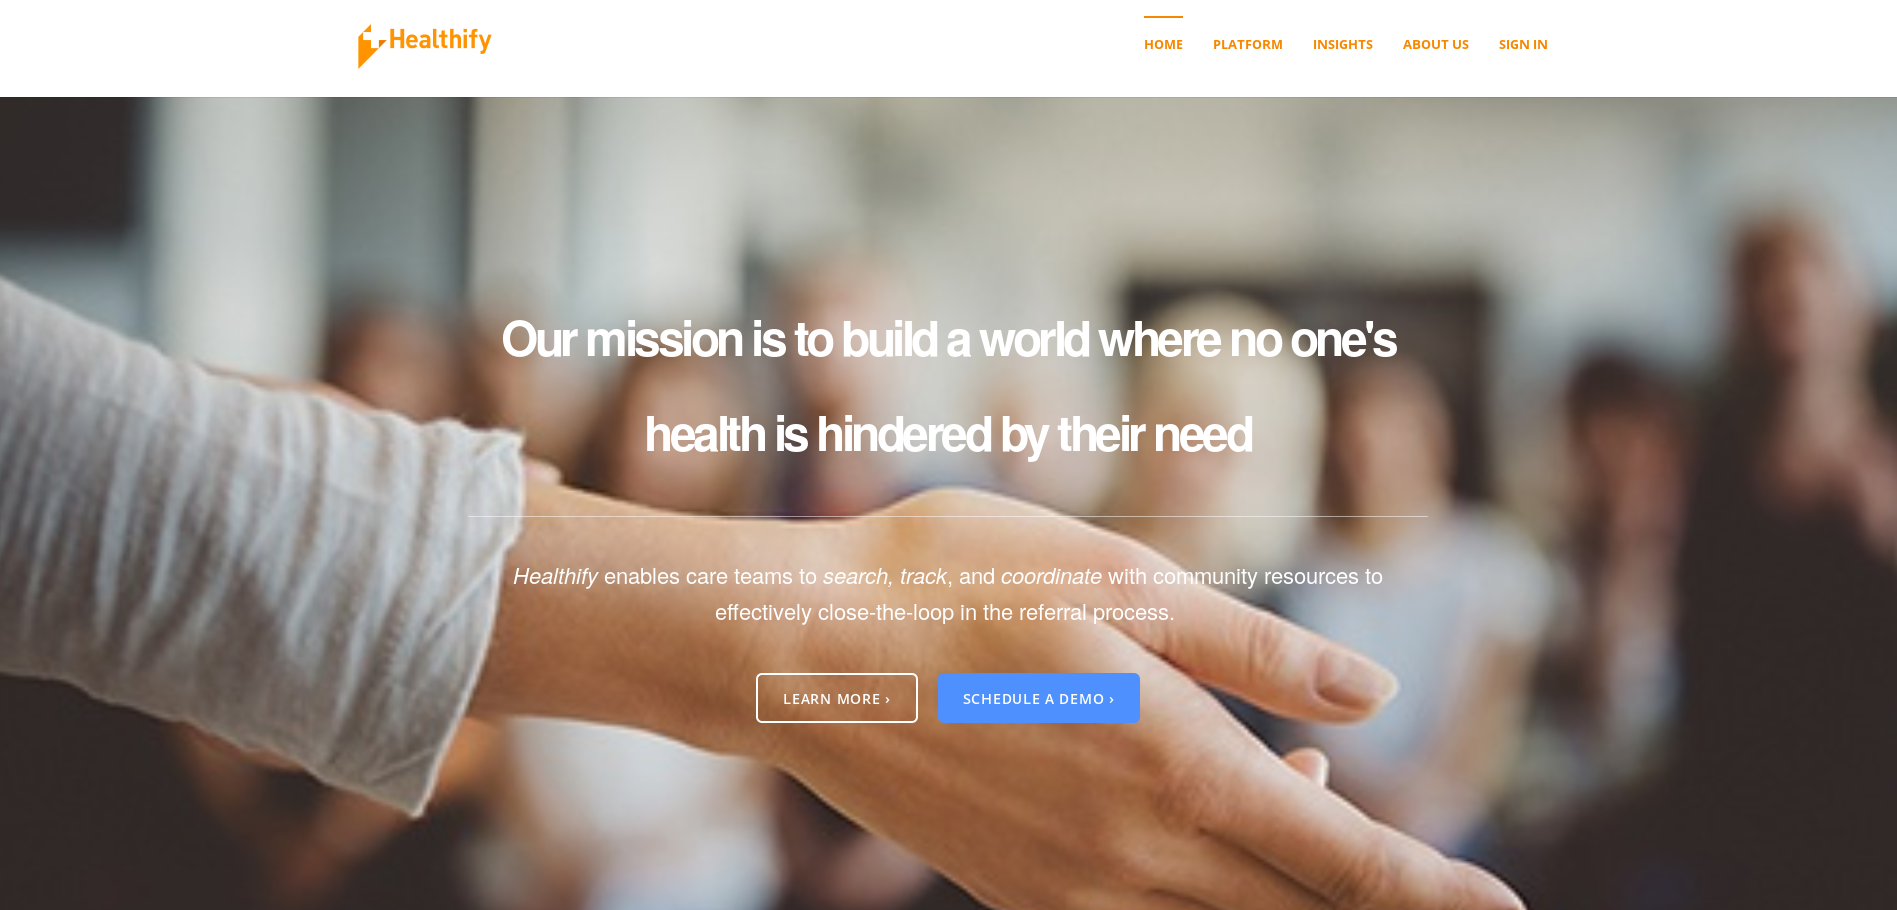 Healthify
HOME PLATFORM INSIGHTS ABOUT US SIGN IN
Our mission is to build a world where no one's
health is hindered by their need
Healthify enables care teams to search, track, and coordinate with community resources to
effectively close-the-loop in the referral process.
LEARN MORE › SCHEDULE A DEMO ›